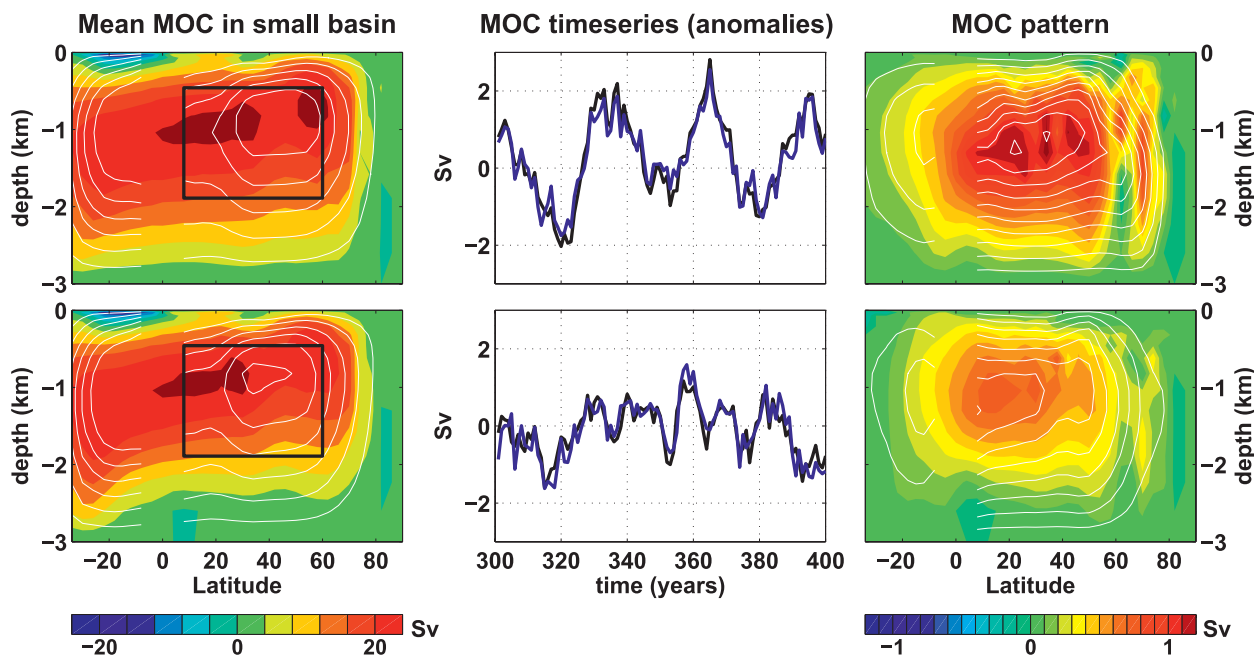 Mean MOC in small basin
MOC timeseries (anomalies)
MOC pattern
0
−1
−2
−3
depth (km)
2
0
−2
Sv
0
−1
−2
−3
depth (km)
0
−1
−2
−3
depth (km)
−20 0 20 40 60 80
Latitude
2
0
−2
Sv
300 320 340 360 380 400
time (years)
−20 0 20 40 60 80
Latitude
0
−1
−2
−3
depth (km)
−20 0 20 Sv
−1 0 1 Sv